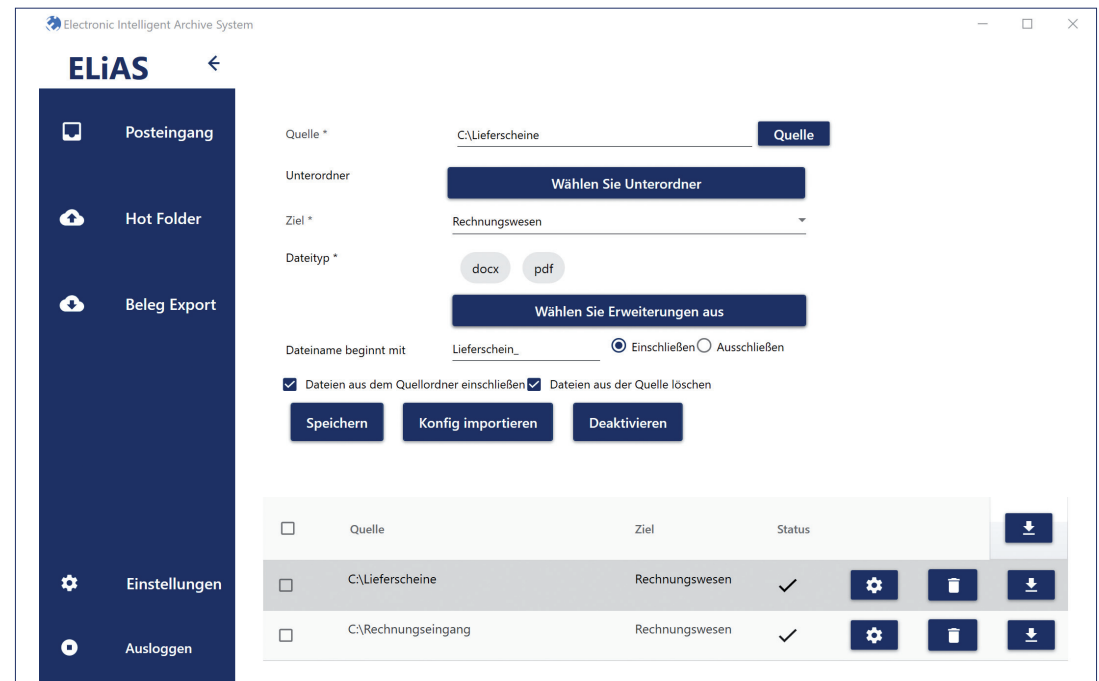 Electronic Intelligent Archive System
ELiAS
Posteingang
Hot Folder
Beleg Export
Einstellungen
Ausloggen
Quelle * C:\Lieferscheine Quelle
Unterordner Wählen Sie Unterordner
Ziel * Rechnungswesen
Dateityp * docx pdf
Wählen Sie Erweiterungen aus
Dateiname beginnt mit Lieferschein_ Einschließen Ausschließen
Dateien aus dem Quellordner einschließen Dateien aus der Quelle löschen
Speichern Konfig importieren Deaktivieren
Quelle Ziel Status
C:\Lieferscheine Rechnungswesen
C:\Rechnungseingang Rechnungswesen